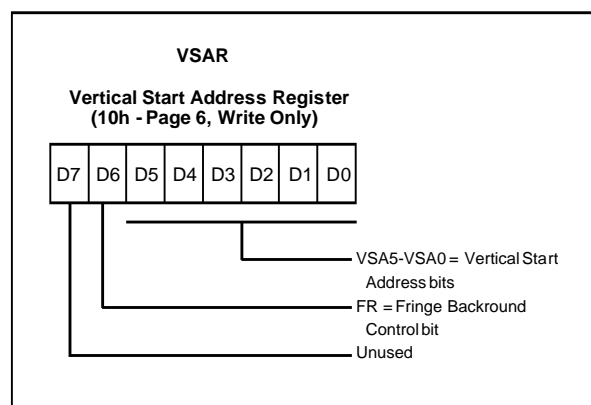 VSAR
Vertical Start Address Register
(10h - Page 6, Write Only)
D7 D6 D5 D4 D3 D2 D1 D0
VSA5-VSA0 = Vertical Start
Address bits
FR = Fringe Backround
Control bit
Unused